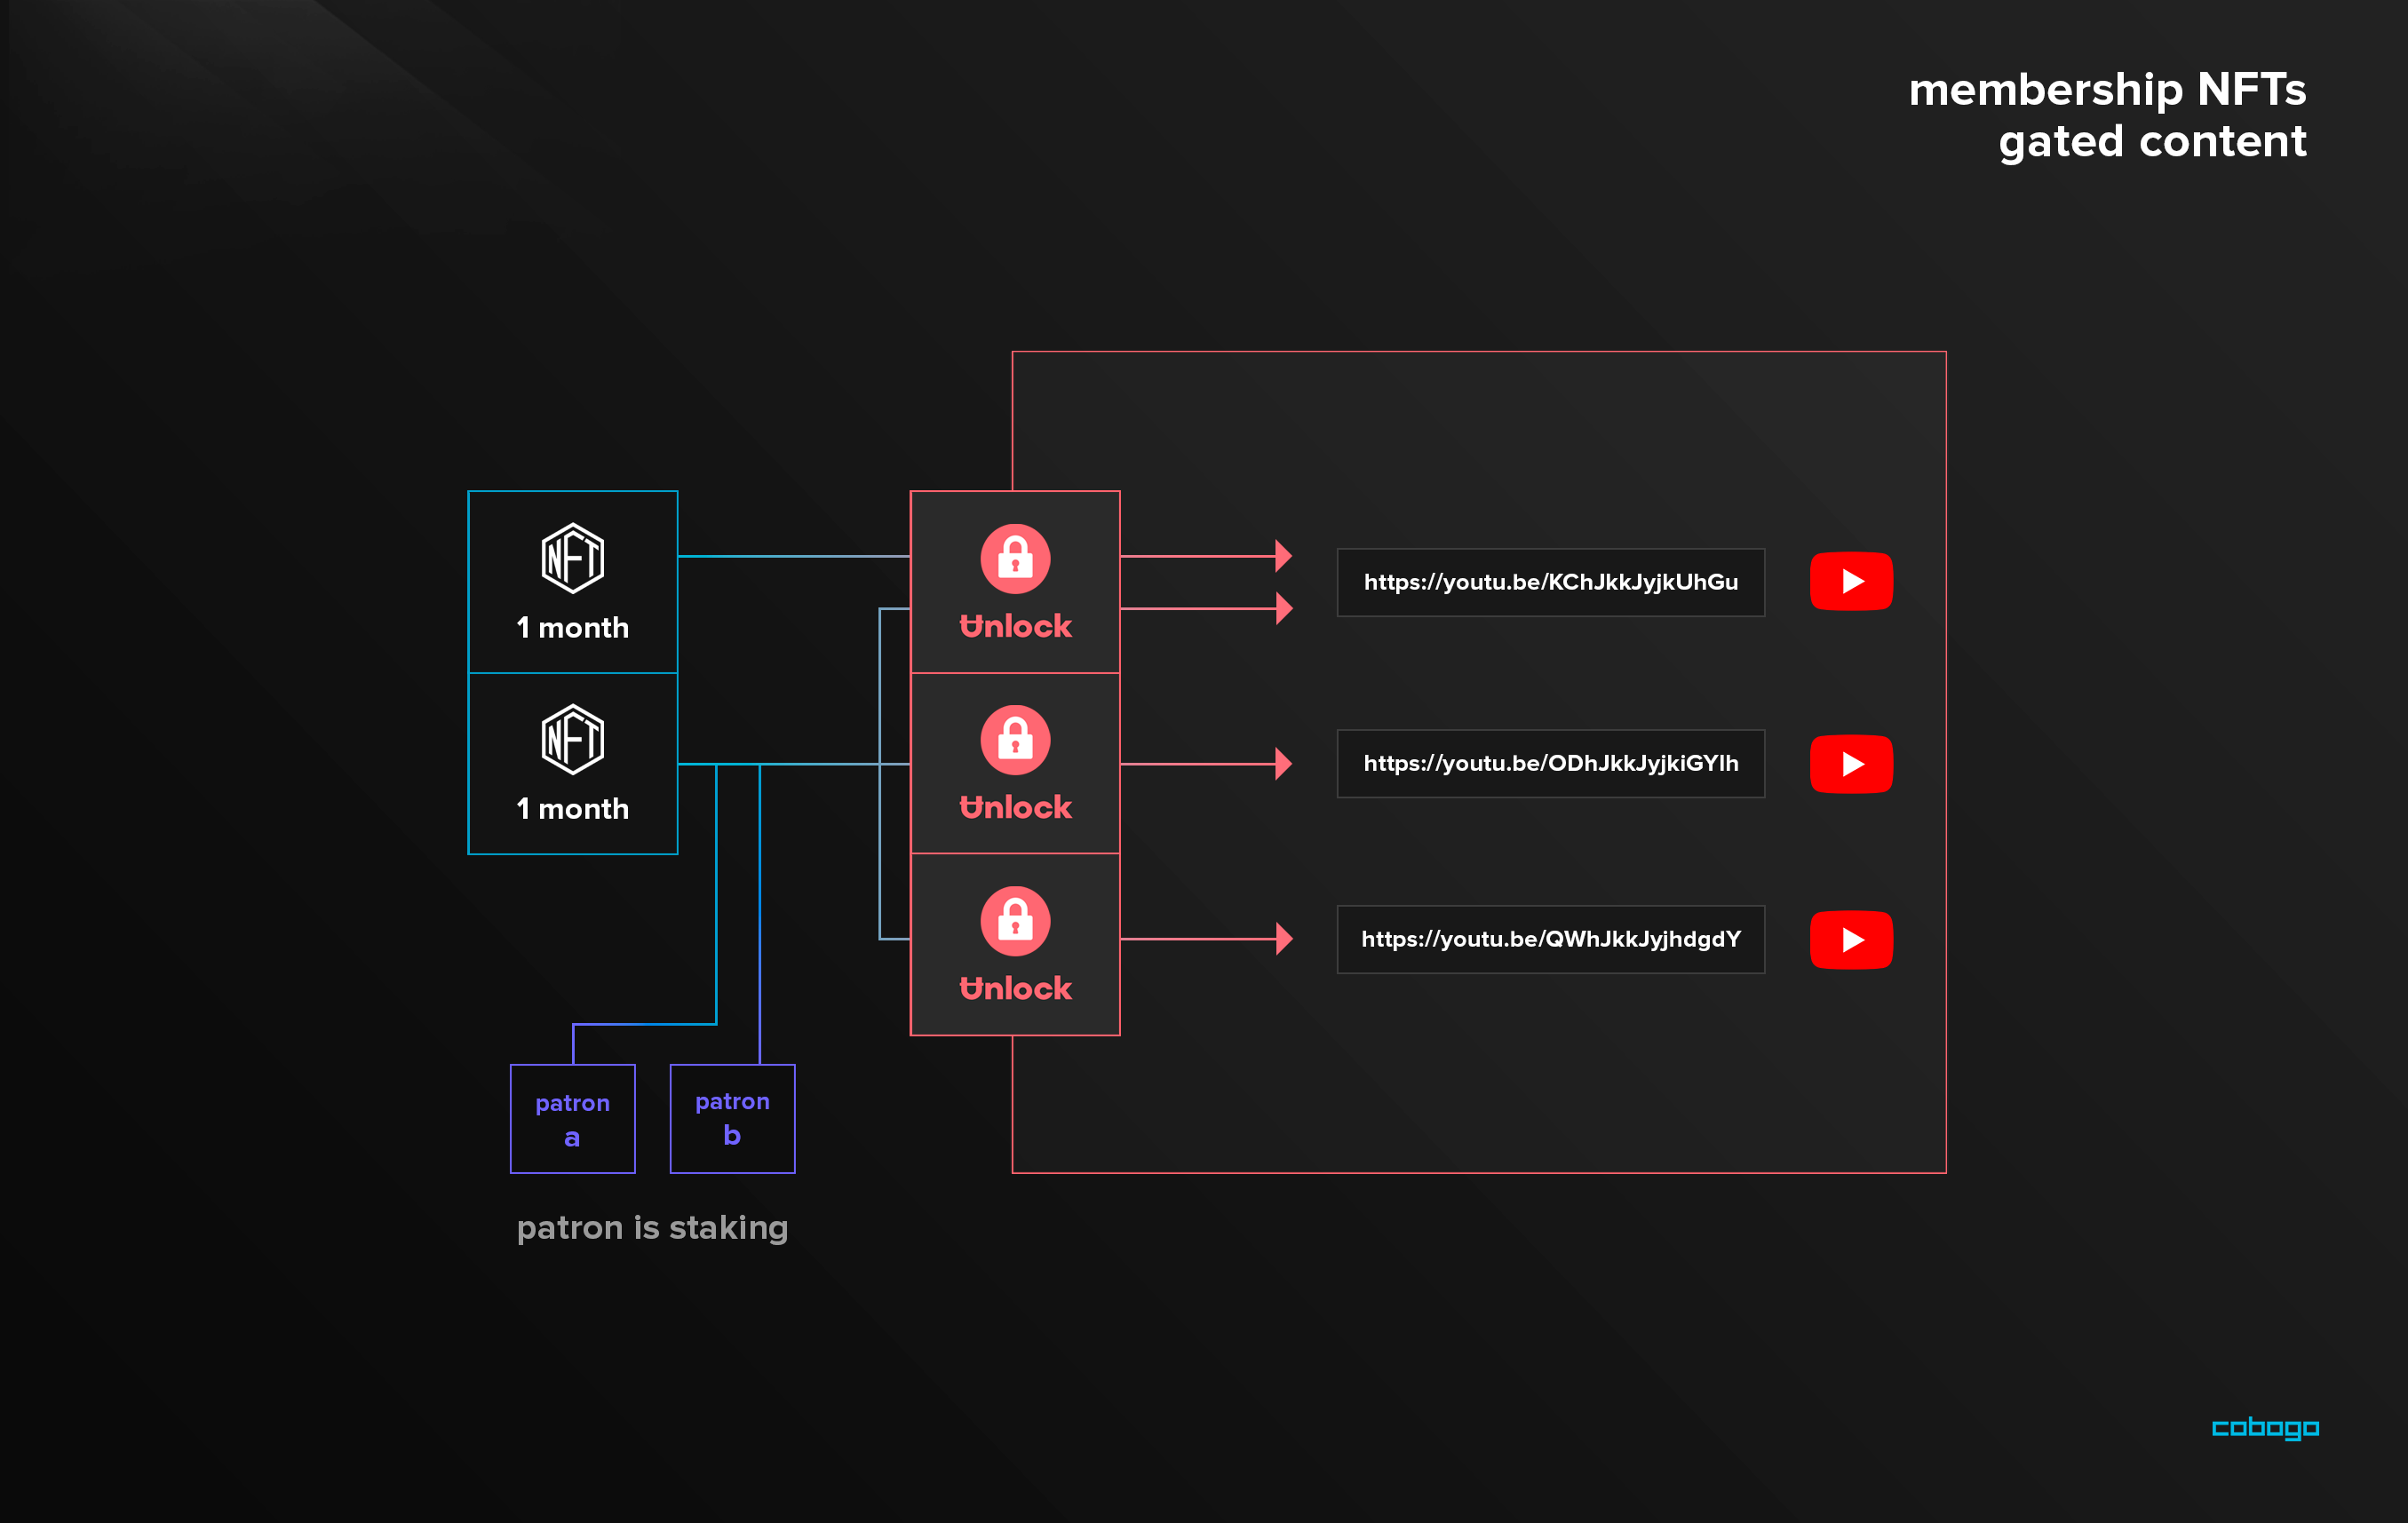 membership NFTs
gated content
NFT
1 month
Unlock
https://youtu.be/KChJkkJyjkUhGu
NFT
1 month
Unlock
https://youtu.be/ODhJkkJyjkiGYlh
Unlock
https://youtu.be/QWhJkkJyjhdgdY
patron
a
patron
b
patron is staking
cobogo